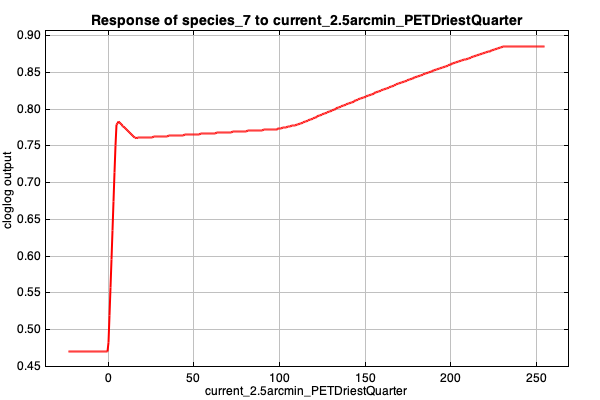 Response of species_7 to current_2.5arcmin_PETDriestQuarter
0.90
0.85
0.80
0.75
0.70
0.65
0.60
0.55
0.50
0.45
cloglog output
0 50 100 150 200 250
current_2.5arcmin_PETDriestQuarter